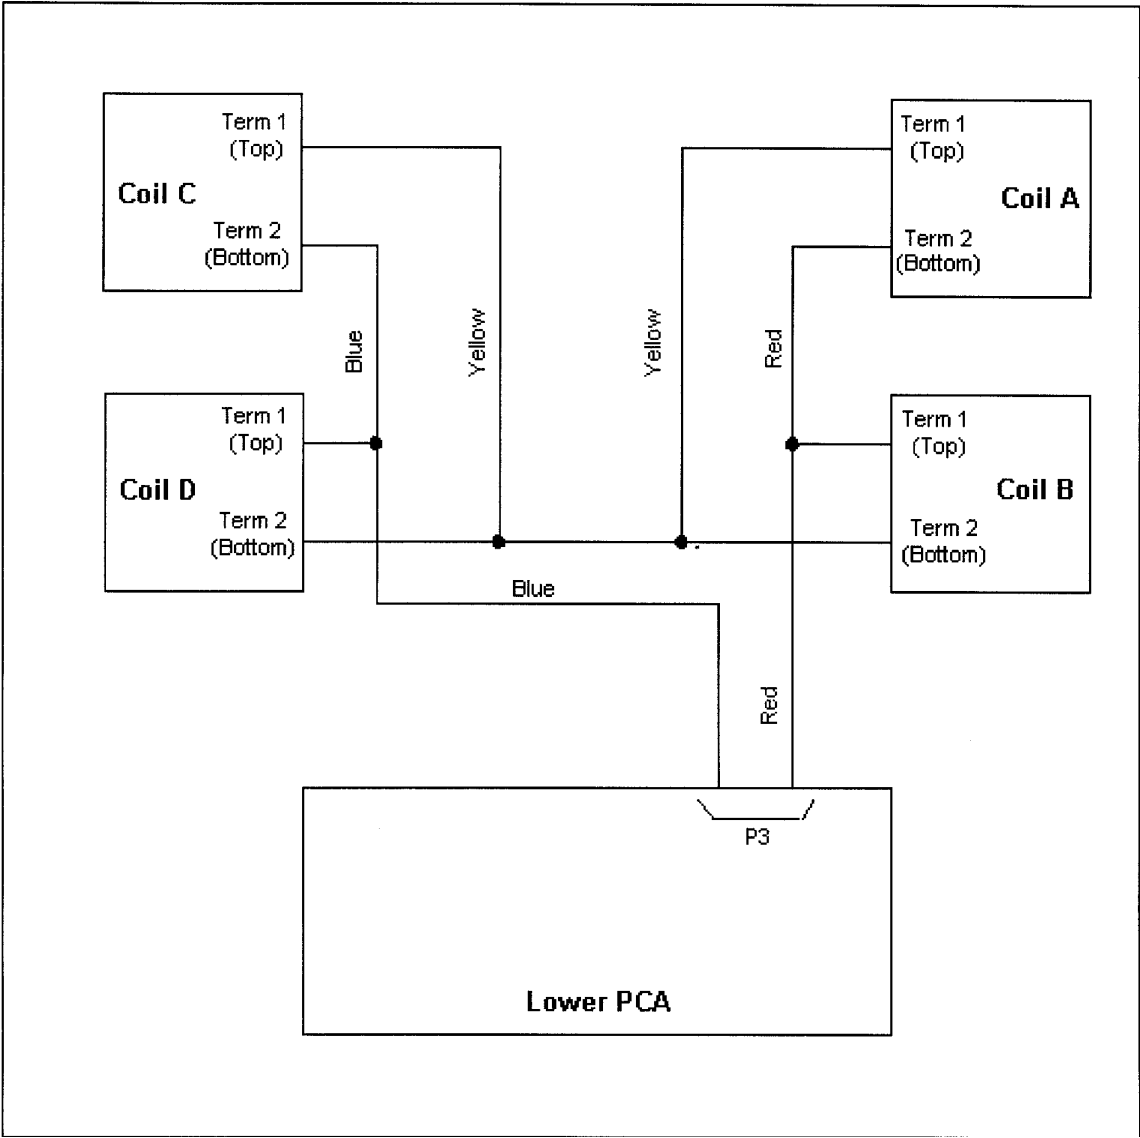 Term 1
(Top)
Coil C
Term 2
(Bottom)
Term 1
(Top)
Coil A
Term 2
(Bottom)
Blue
Yellow
Yellow
Red
Term 1
(Top)
Coil D
Term 2
(Bottom)
Term 1
(Top)
Coil B
Term 2
(Bottom)
Blue
Red
P3
Lower PCA